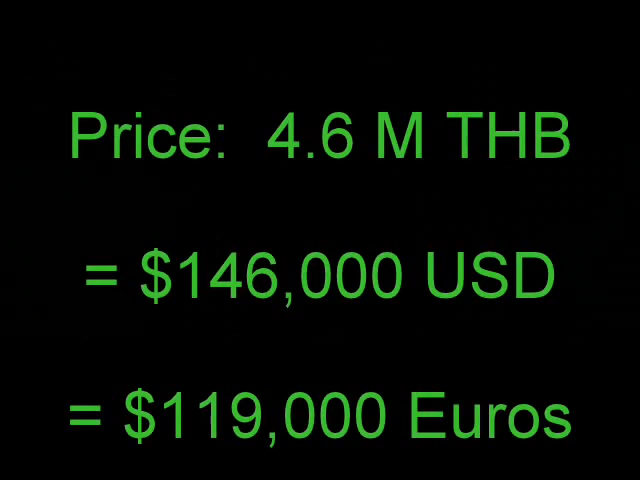 Price: 4.6 M THB
= $146,000 USD
= $119,000 Euros